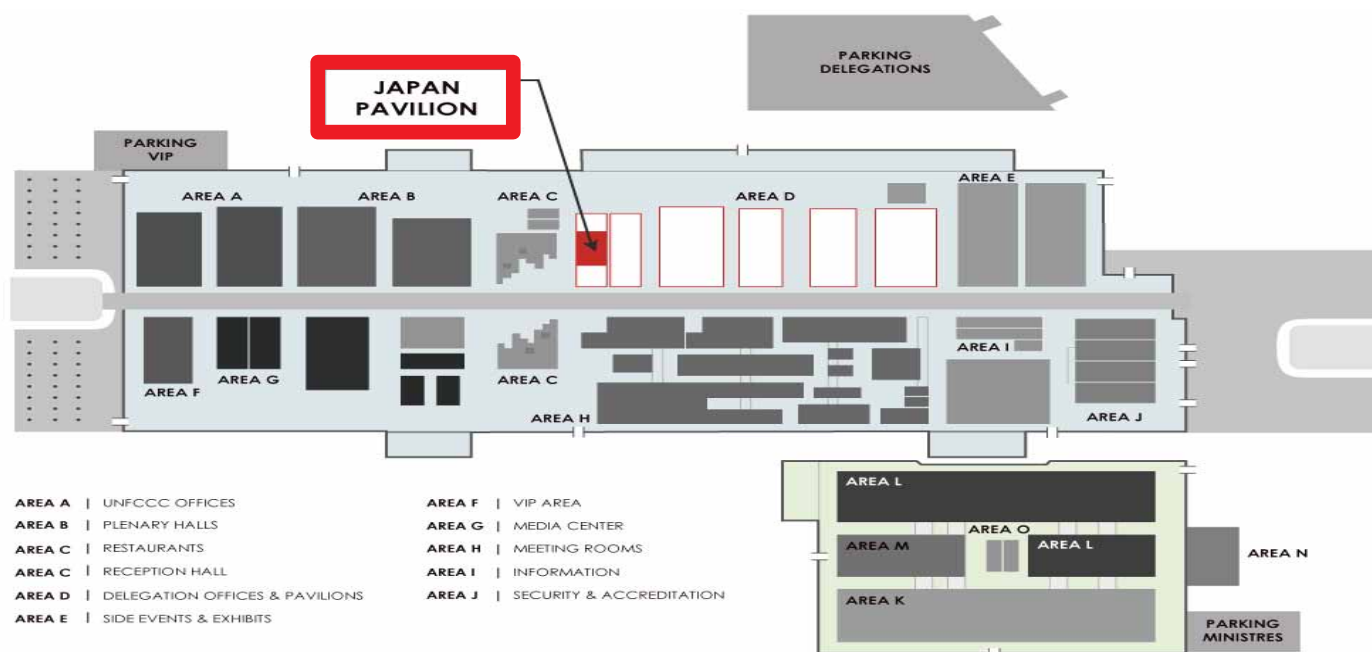 PARKING
DELEGATIONS
JAPAN
PAVILION
PARKING
VIP
AREA A
AREA B
AREA C
AREA D
AREA E
AREA F
AREA G
AREA C
AREA H
AREA I
AREA J
AREA A | UNFCCC OFFICES
AREA B | PLENARY HALLS
AREA C | RESTAURANTS
AREA C | RECEPTION HALL
AREA D | DELEGATION OFFICES & PAVILIONS
AREA E | SIDE EVENTS & EXHIBITS
AREA F | VIP AREA
AREA G | MEDIA CENTER
AREA H | MEETING ROOMS
AREA I | INFORMATION
AREA J | SECURITY & ACCREDITATION
AREA L
AREA O
AREA M
AREA L
AREA N
AREA K
PARKING
MINISTRES